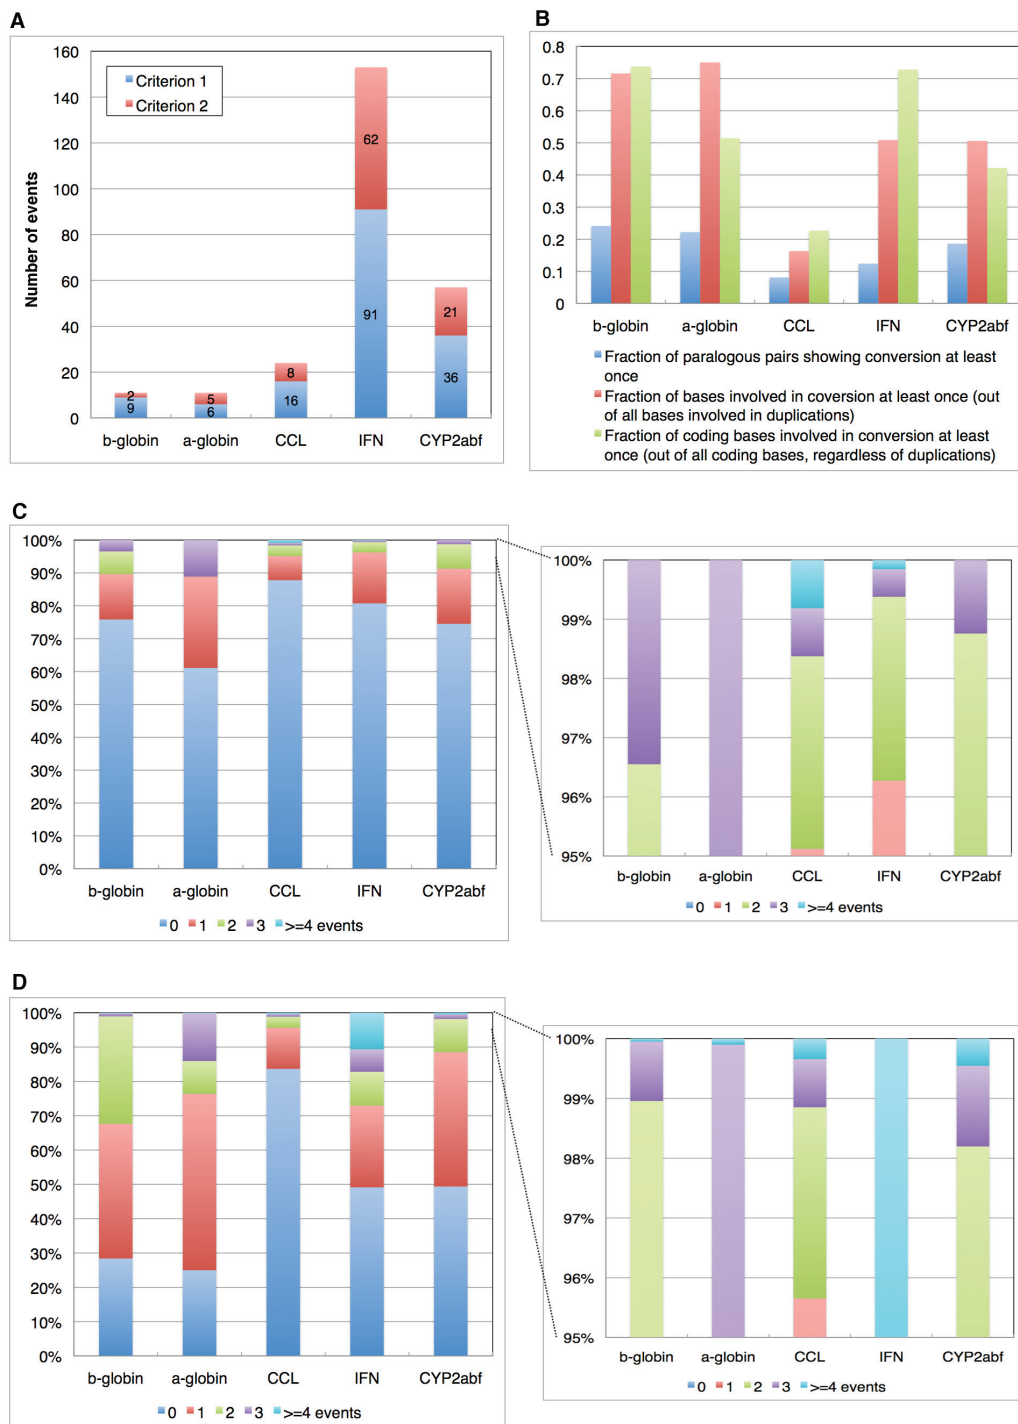 A
160
140
120
100
80
60
40
20
0
Number of events
Criterion 1
Criterion 2
2
9
5
6
8
16
62
91
21
36
b-globin a-globin CCL IFN CYP2abf
B
0.8
0.7
0.6
0.5
0.4
0.3
0.2
0.1
0
b-globin a-globin CCL IFN CYP2abf
Fraction of paralogous pairs showing conversion at least
once
Fraction of bases involved in coversion at least once (out
of all bases involved in duplications)
Fraction of coding bases involved in conversion at least
once (out of all coding bases, regardless of duplications)
C
100%
90%
80%
70%
60%
50%
40%
30%
20%
10%
0%
b-globin a-globin CCL IFN CYP2abf
0 1 2 3 >=4 events
100%
99%
98%
97%
96%
95%
b-globin a-globin CCL IFN CYP2abf
0 1 2 3 >=4 events
D
100%
90%
80%
70%
60%
50%
40%
30%
20%
10%
0%
b-globin a-globin CCL IFN CYP2abf
0 1 2 3 >=4 events
100%
99%
98%
97%
96%
95%
b-globin a-globin CCL IFN CYP2abf
0 1 2 3 >=4 events